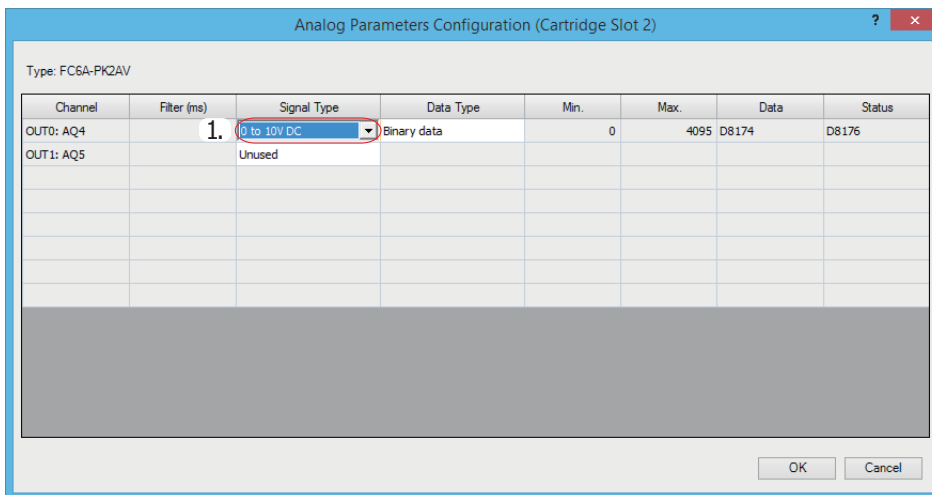 Analog Parameters Configuration (Cartridge Slot 2) ? ×
Type: FC6A-PK2AV
Channel Filter (ms) Signal Type Data Type Min. Max. Data Status
OUT0: AQ4 1. 0 to 10V DC Binary data 0 4095 D8174 D8176
OUT1: AQ5 Unused
OK Cancel